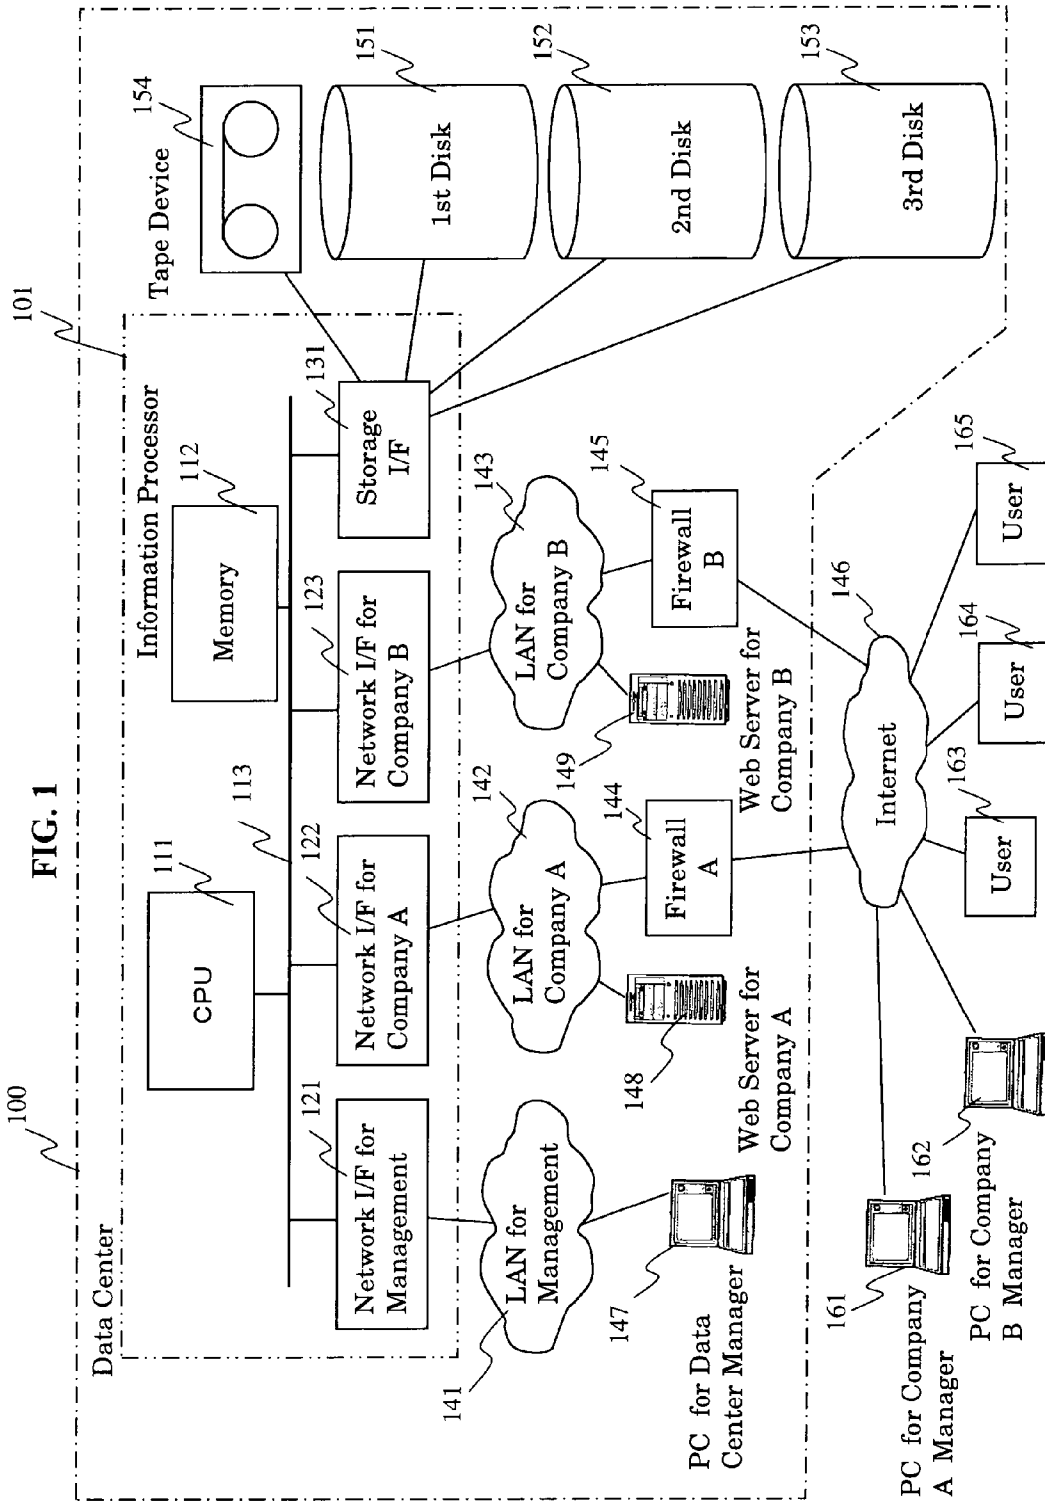 FIG. 1
100
101
Data Center
Information Processor
CPU
111
Memory
112
113
Network I/F for
Management
121
Network I/F for
Company A
122
Network I/F for
Company B
123
Storage
I/F
131
Tape Device
154
1st Disk
151
2nd Disk
152
3rd Disk
153
LAN for
Management
141
LAN for
Company A
142
LAN for
Company B
143
PC for Data
Center Manager
147
Web Server for
Company A
148
Firewall
A
144
Web Server for
Company B
149
Firewall
B
145
Internet
146
PC for Company
A Manager
161
PC for Company
B Manager
162
User
163
User
164
User
165